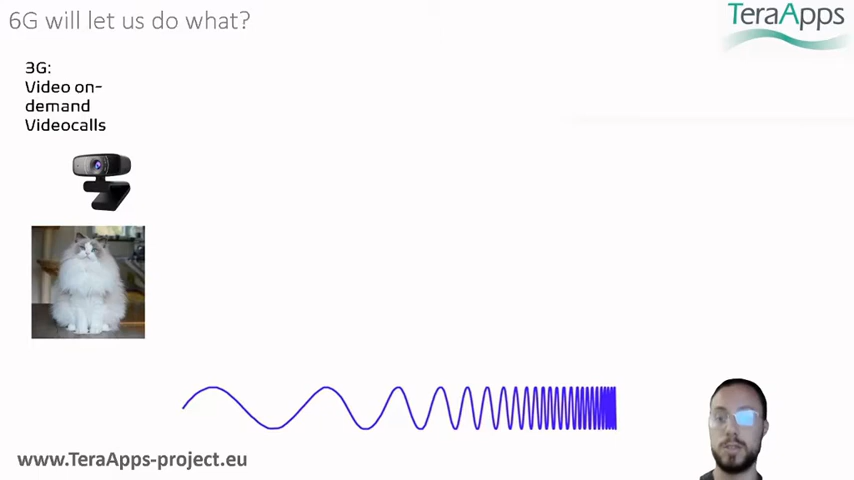 6G will let us do what?
TeraApps
3G:
Video on-
demand
Videocalls
www.TeraApps-project.eu